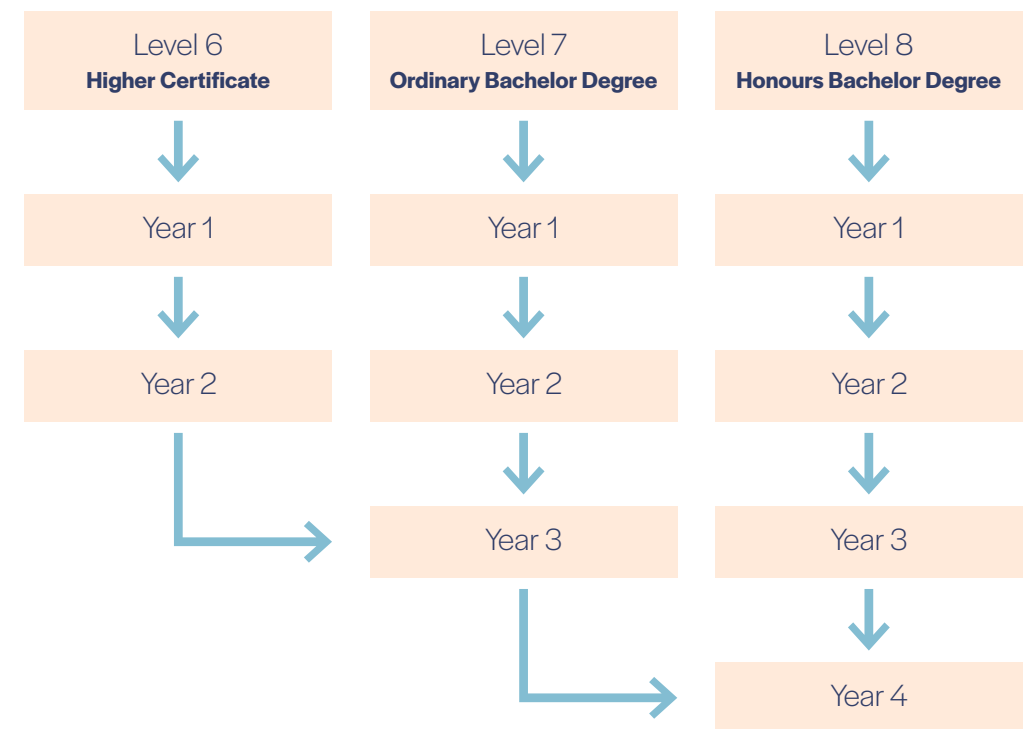 Level 6
Higher Certificate
Level 7
Ordinary Bachelor Degree
Level 8
Honours Bachelor Degree
Year 1
Year 1
Year 1
Year 2
Year 2
Year 2
Year 3
Year 3
Year 4